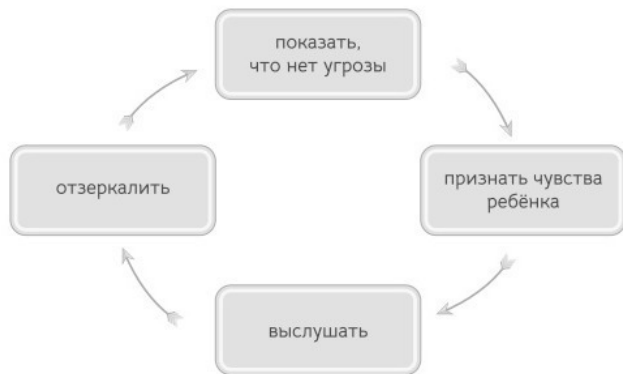 показать,
что нет угрозы
признать чувства
ребёнка
выслушать
отзеркалить